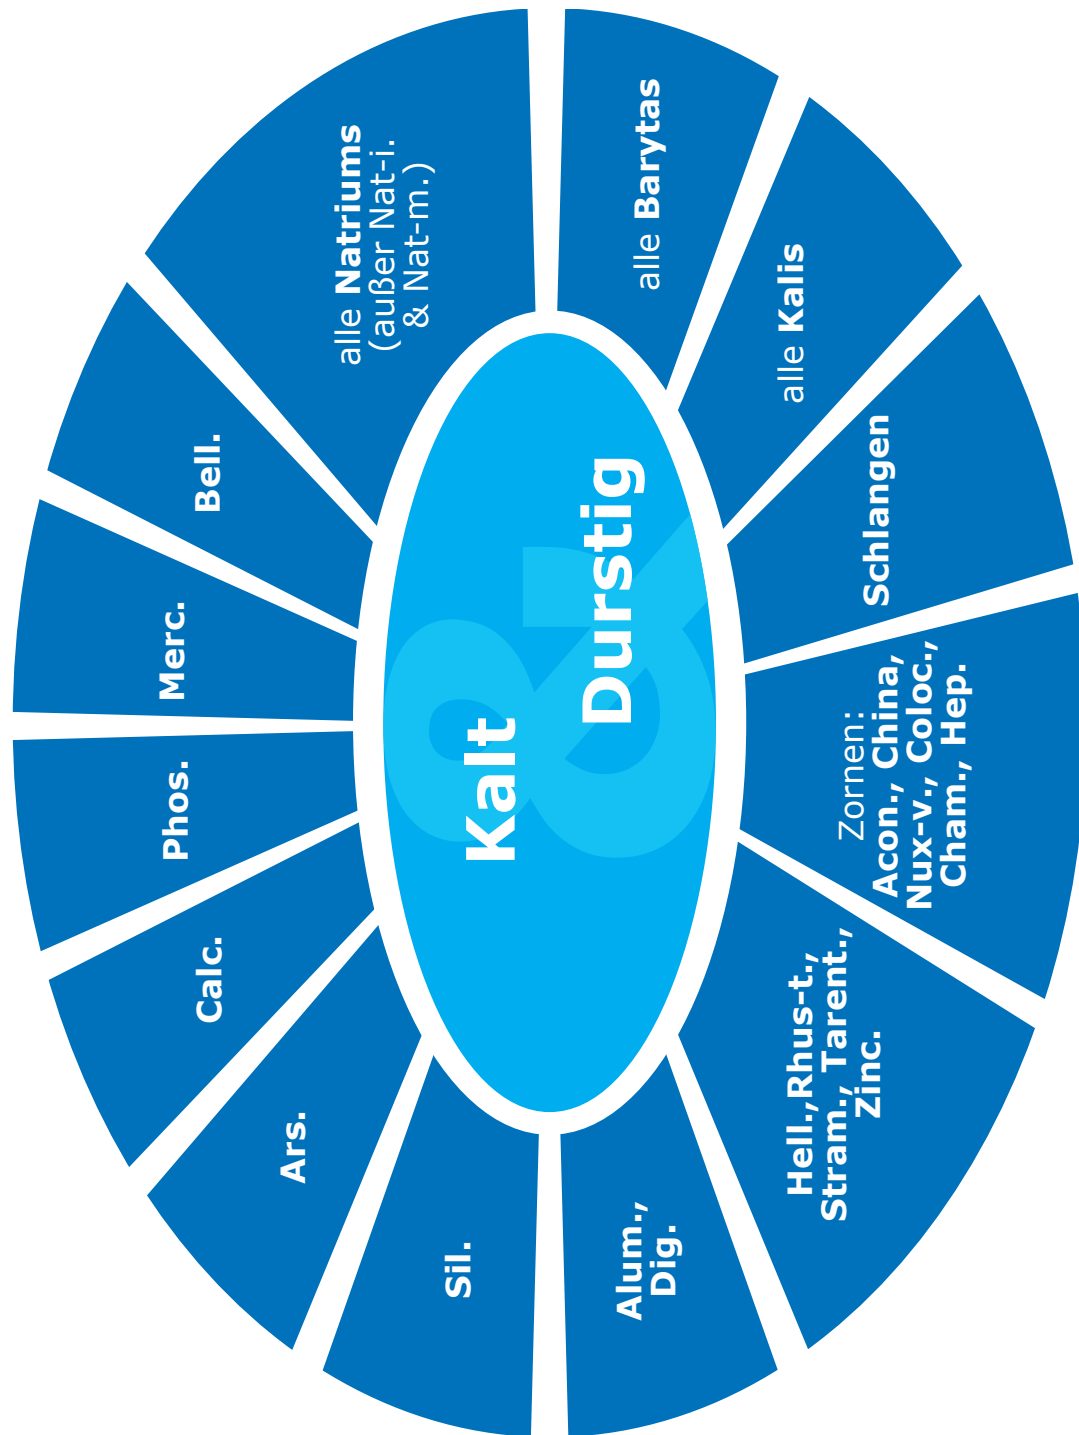 Kalt
&
Durstig
alle Natriums
(außer Nat-i.
& Nat-m.)
alle Barytas
alle Kalis
Schlangen
Zornen:
Acon., China,
Nux-v., Coloc.,
Cham., Hep.
Hell.,Rhus-t.,
Stram., Tarent.,
Zinc.
Alum.,
Dig.
Sil.
Ars.
Calc.
Phos.
Merc.
Bell.